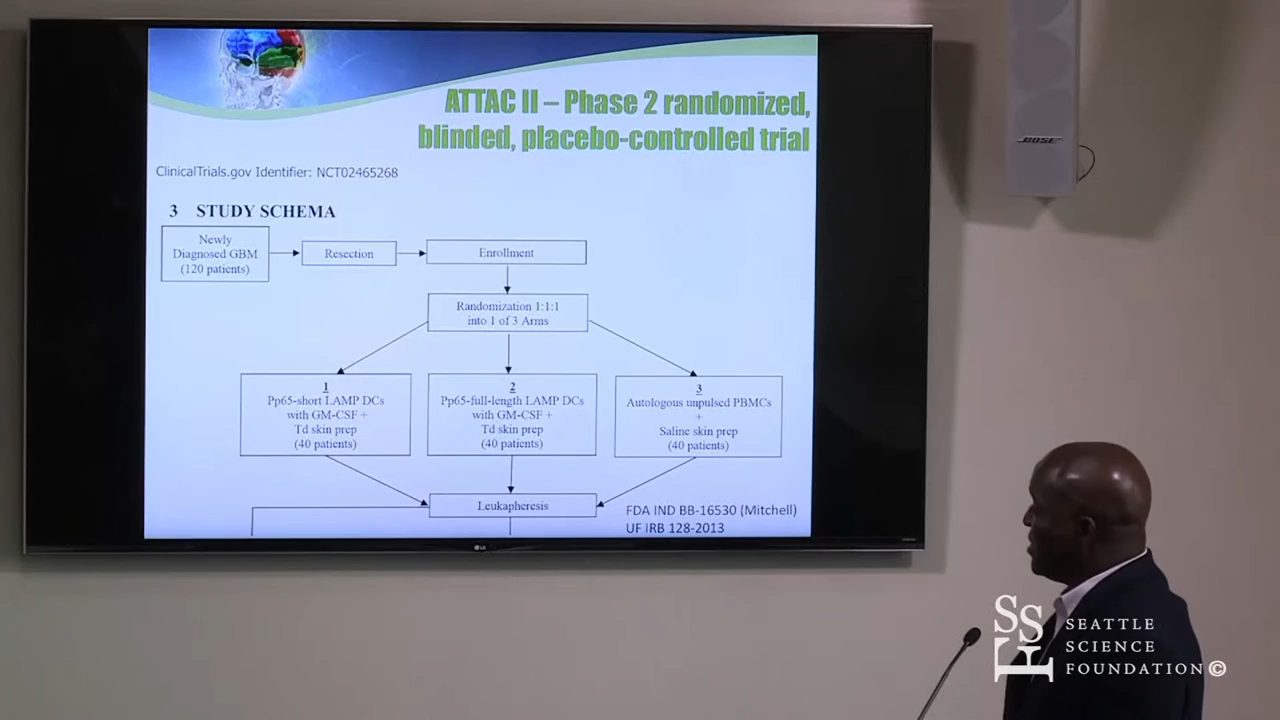 ATTAC II – Phase 2 randomized,
blinded, placebo-controlled trial
ClinicalTrials.gov Identifier: NCT02465268
3 STUDY SCHEMA
Newly
Diagnosed GBM
(120 patients)
Resection
Enrollment
Randomization 1:1:1
into 1 of 3 Arms
1
Pp65-short LAMP DCs
with GM-CSF +
Td skin prep
(40 patients)
2
Pp65-full-length LAMP DCs
with GM-CSF +
Td skin prep
(40 patients)
3
Autologous unpulsed PBMCs
+
Saline skin prep
(40 patients)
Leukapheresis
FDA IND BB-16530 (Mitchell)
UF IRB 128-2013
LG
BOSE
SSF
SEATTLE
SCIENCE
FOUNDATION©